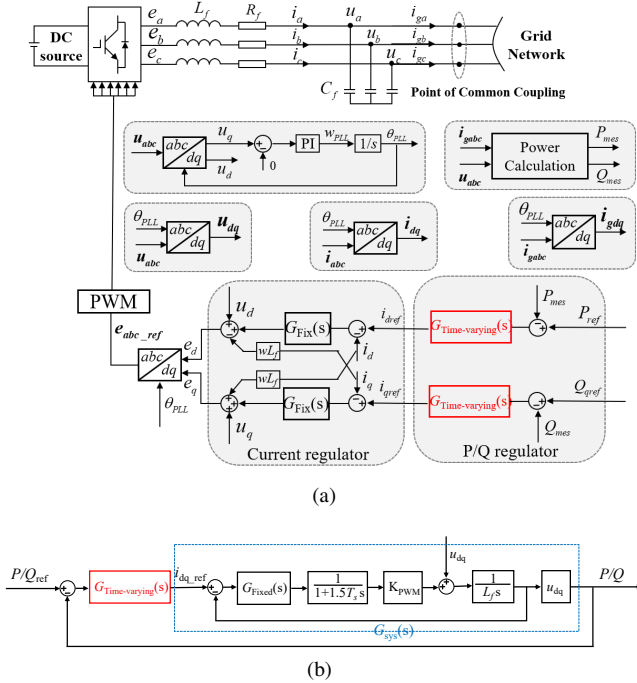 e_a L_f R_f i_a u_a i_ga
DC source
e_b i_b u_b i_gb
Grid Network
e_c i_c u_c i_gc
C_f
Point of Common Coupling
u_abc abc dq u_q u_d 0 PI w_PLL 1/s θ_PLL
i_gabc u_abc Power Calculation P_mes Q_mes
θ_PLL u_abc abc dq u_dq
θ_PLL i_abc abc dq i_dq
θ_PLL i_gabc abc dq i_gdq
PWM
e_abc_ref
abc dq
θ_PLL
e_d
e_q
u_d
G_Fix(s)
i_dref
G_Time-varying(s)
P_mes
P_ref
wL_f
i_d
wL_f
i_q
G_Fix(s)
i_qref
G_Time-varying(s)
Q_qref
Q_mes
u_q
Current regulator
P/Q regulator
(a)
P/Q_ref
G_Time-varying(s)
i_dq_ref
G_Fixed(s)
1/(1+1.5T_s s)
K_PWM
u_dq
1/(L_f s)
u_dq
P/Q
G_sys(s)
(b)